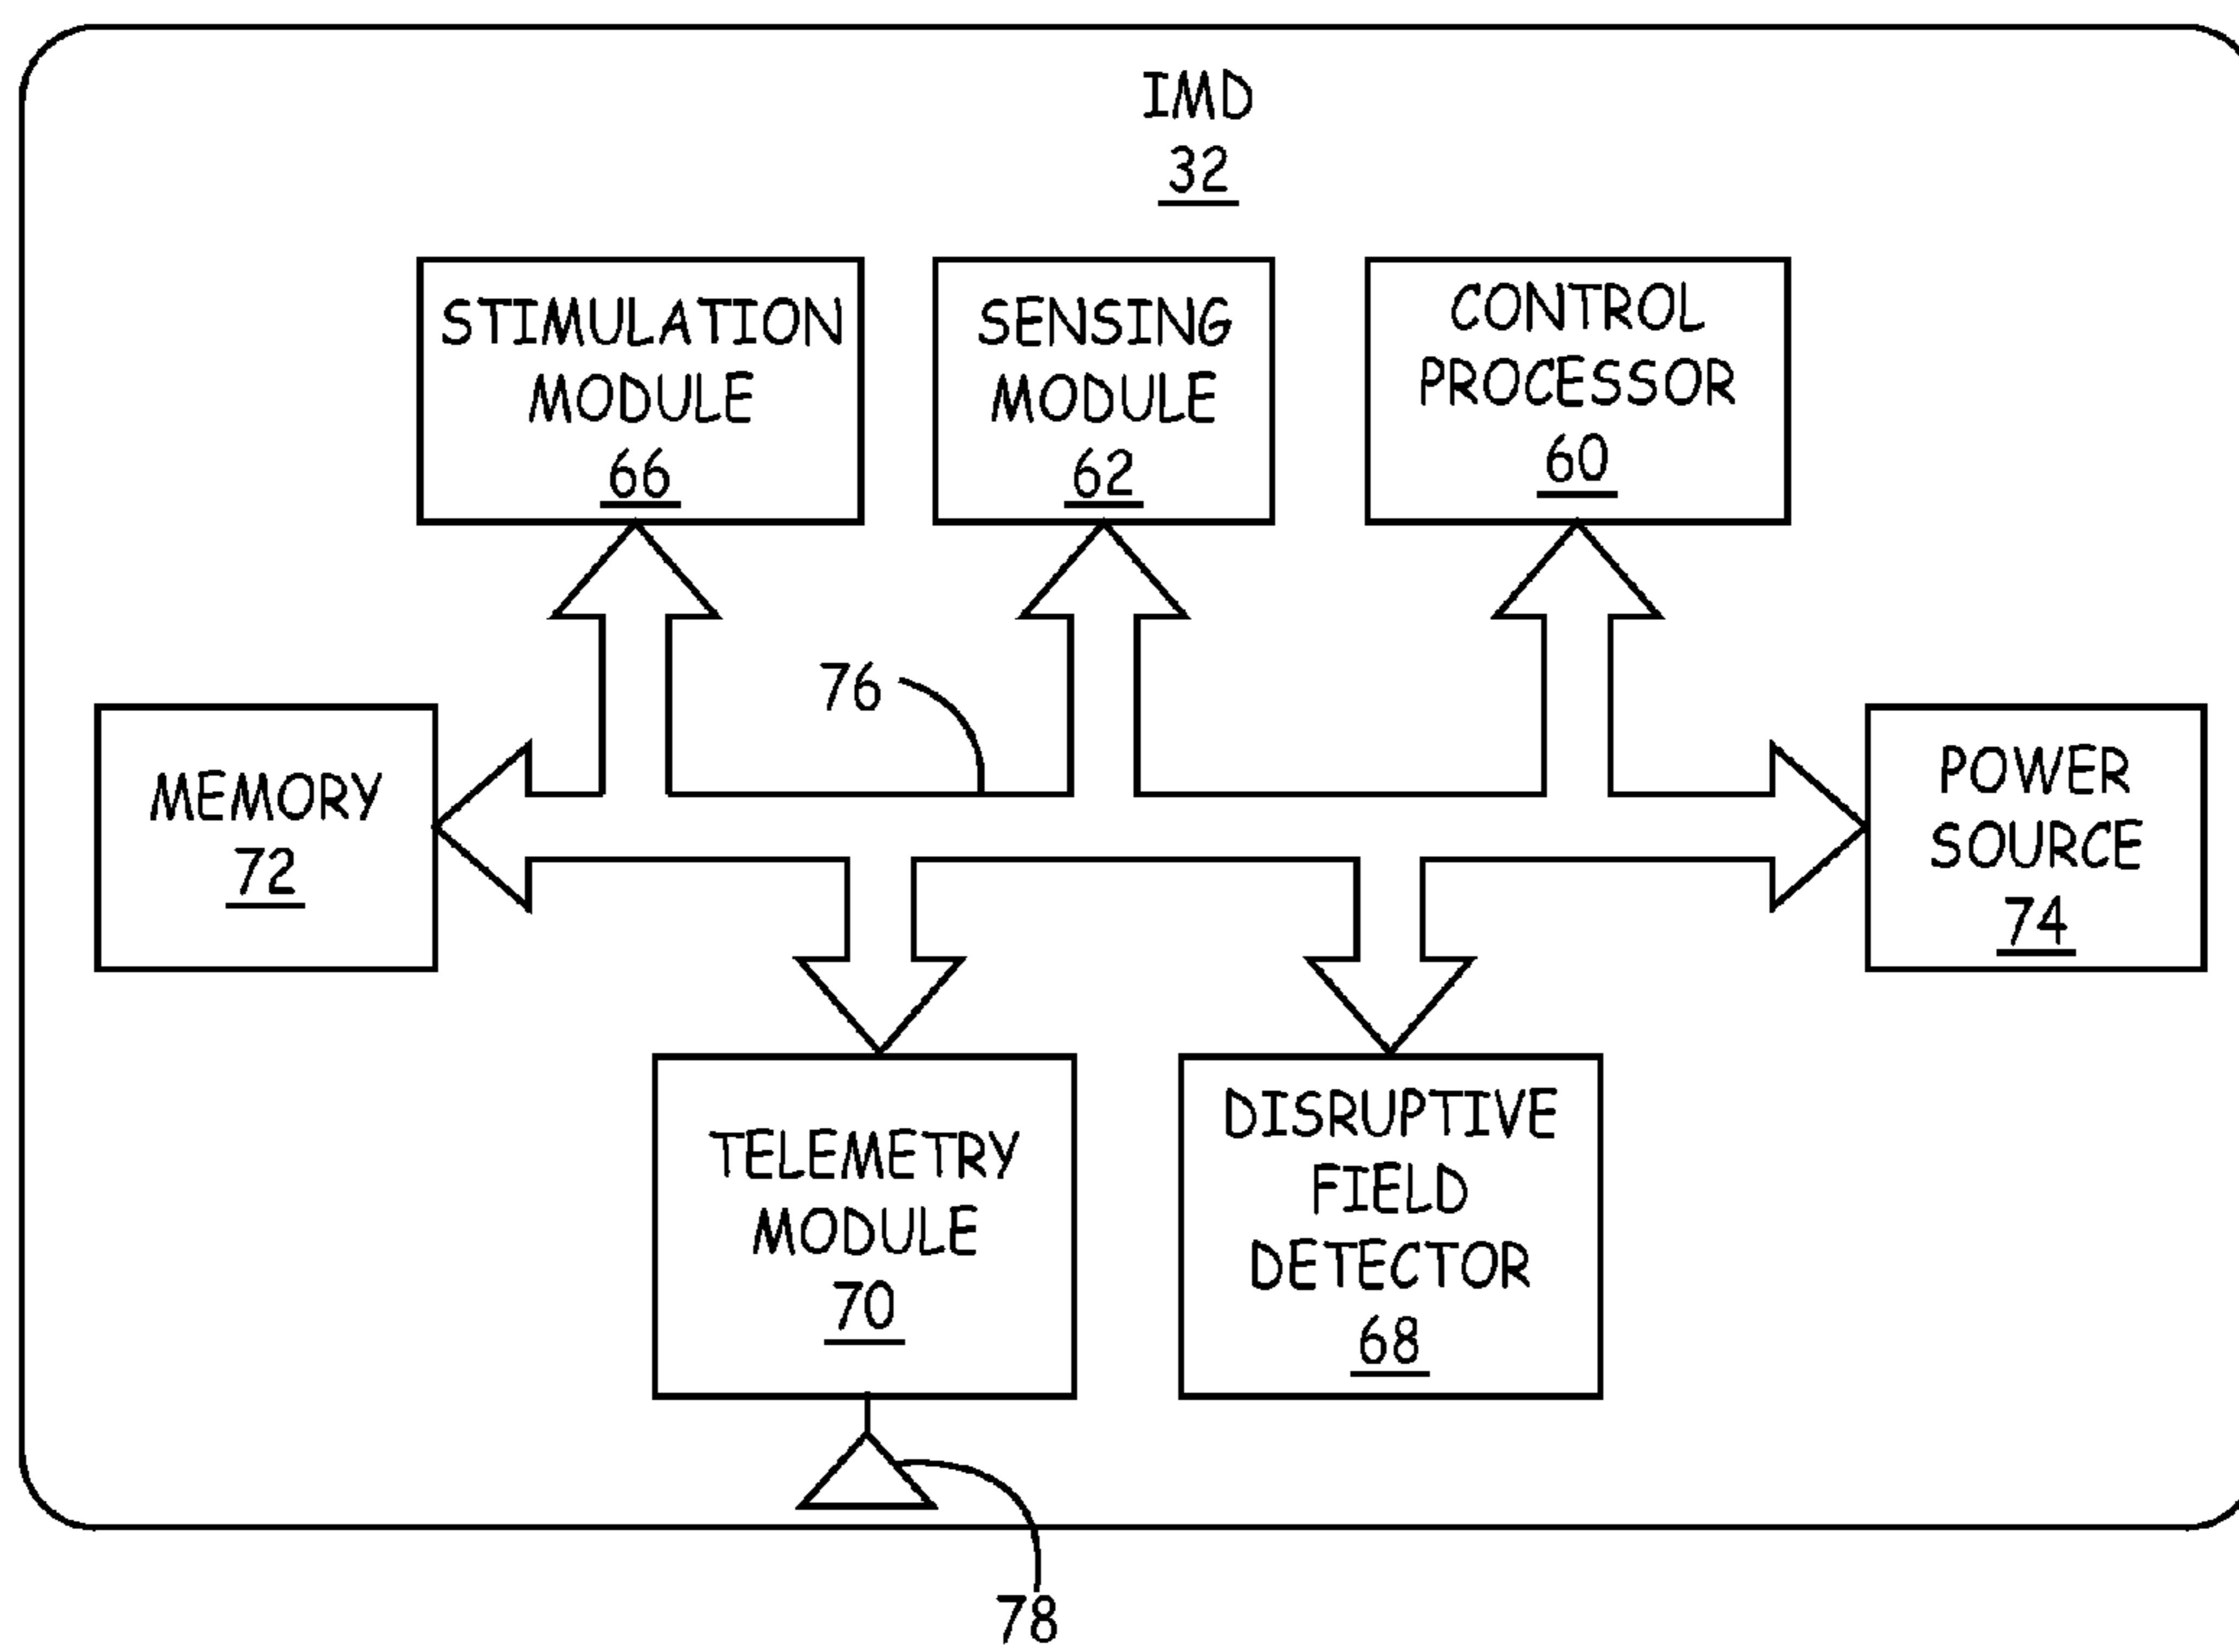 IMD
32
STIMULATION
MODULE
66
SENSING
MODULE
62
CONTROL
PROCESSOR
60
76
MEMORY
72
POWER
SOURCE
74
TELEMETRY
MODULE
70
DISRUPTIVE
FIELD
DETECTOR
68
78